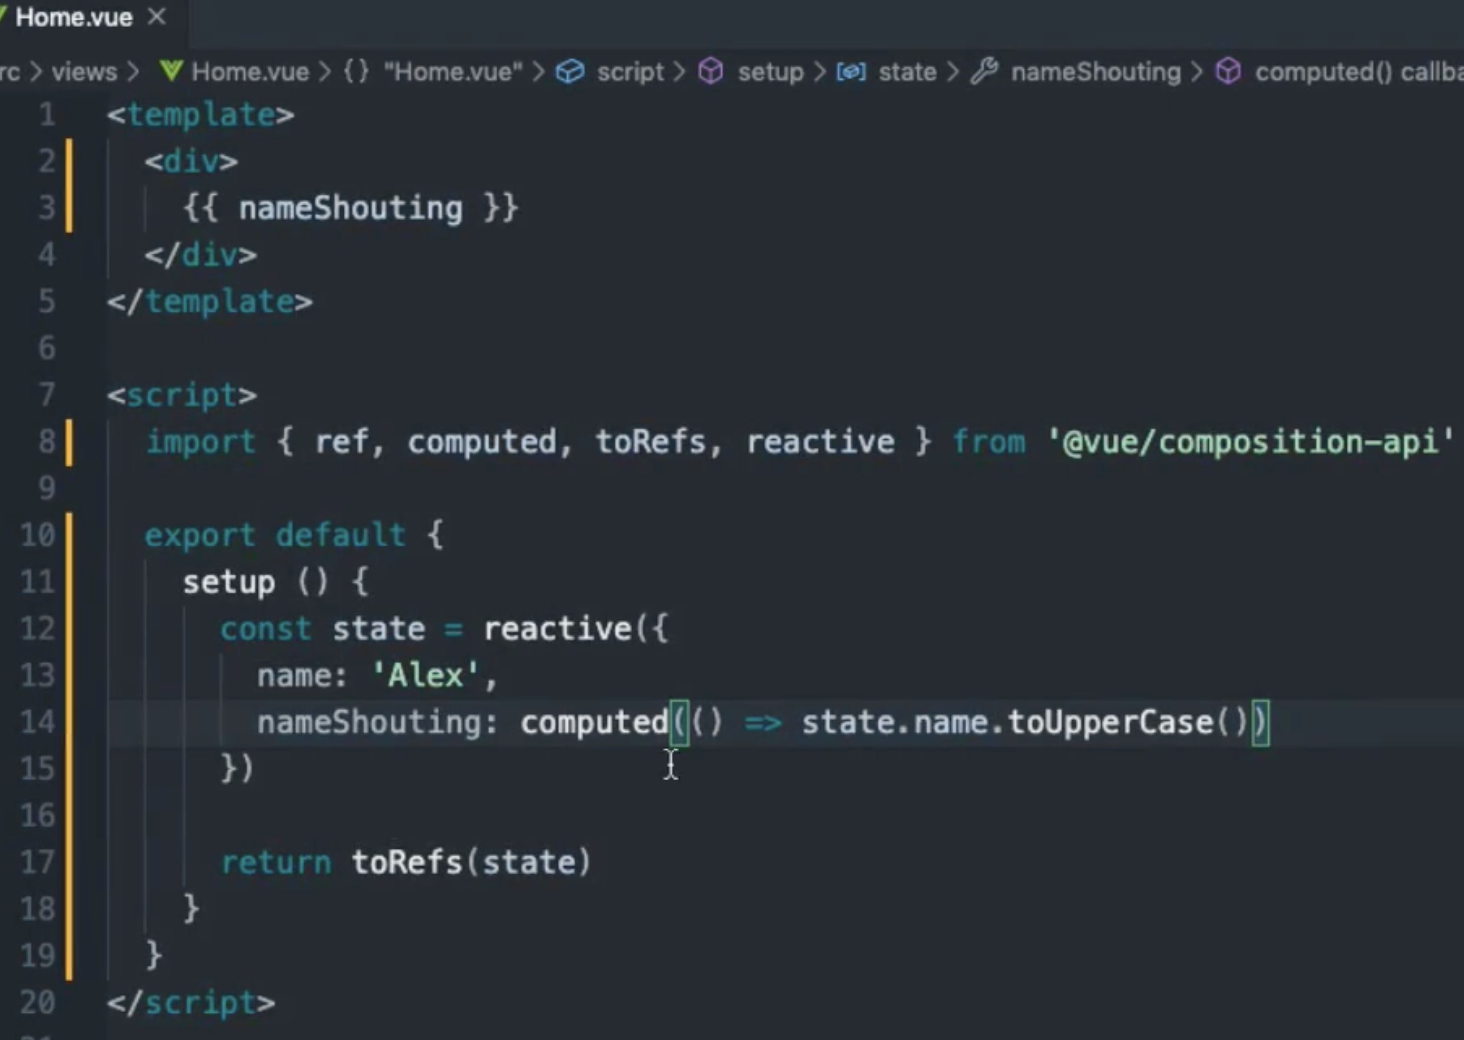 Home.vue ×
rc > views > Home.vue > {} "Home.vue" > script > setup > state > nameShouting > computed() callba
1 <template>
2 <div>
3 {{ nameShouting }}
4 </div>
5 </template>
6
7 <script>
8 import { ref, computed, toRefs, reactive } from '@vue/composition-api'
9
10 export default {
11 setup () {
12 const state = reactive({
13 name: 'Alex',
14 nameShouting: computed(() => state.name.toUpperCase())
15 })
16
17 return toRefs(state)
18 }
19 }
20 </script>